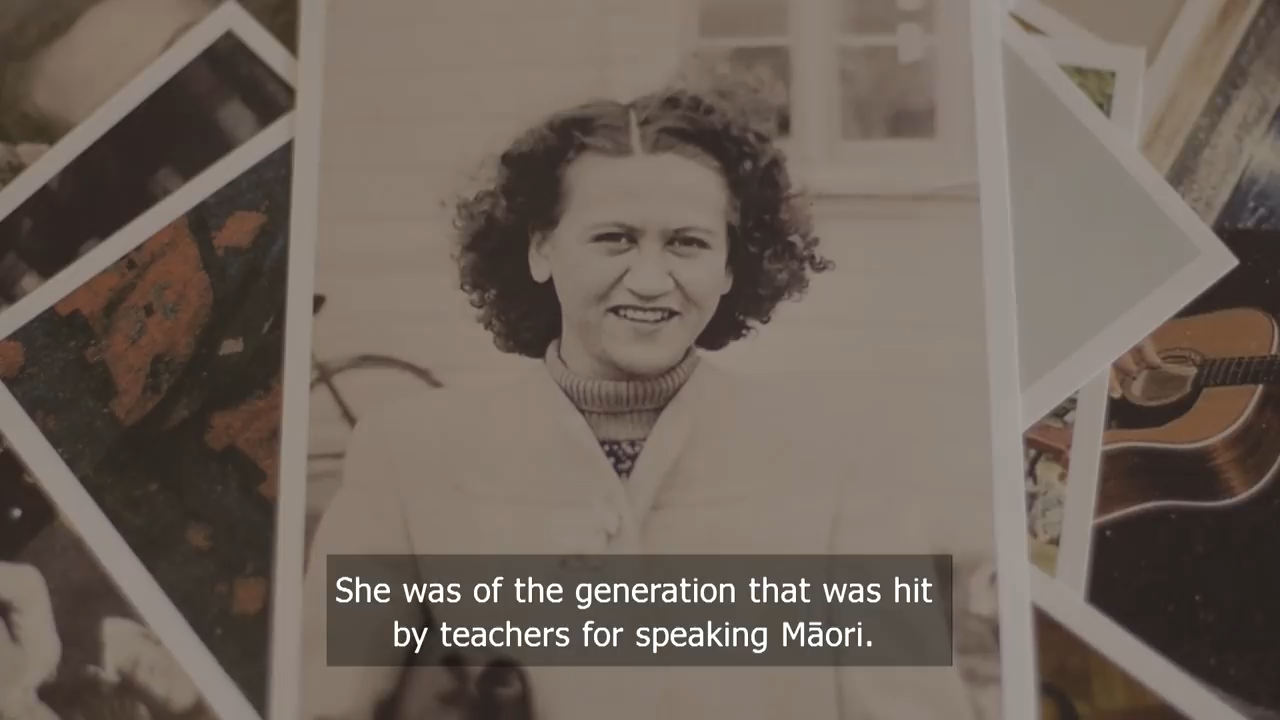 She was of the generation that was hit
by teachers for speaking Māori.